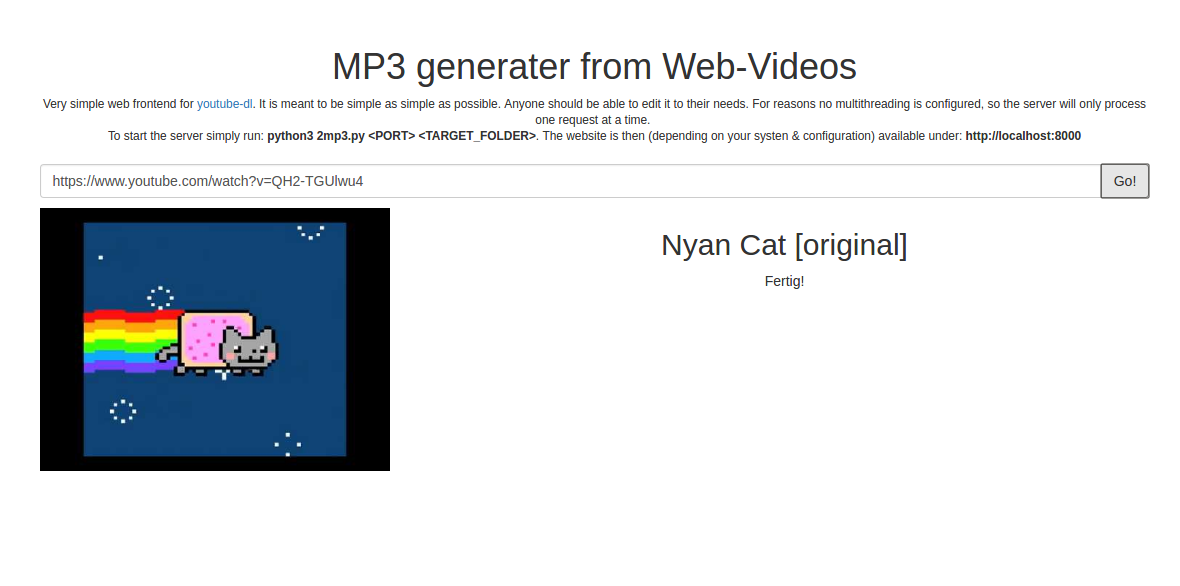 MP3 generater from Web-Videos
Very simple web frontend for youtube-dl. It is meant to be simple as simple as possible. Anyone should be able to edit it to their needs. For reasons no multithreading is configured, so the server will only process
one request at a time.
To start the server simply run: python3 2mp3.py <PORT> <TARGET_FOLDER>. The website is then (depending on your systen & configuration) available under: http://localhost:8000
https://www.youtube.com/watch?v=QH2-TGUlwu4
Go!
Nyan Cat [original]
Fertig!